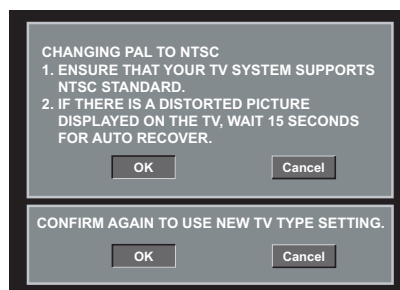 CHANGING PAL TO NTSC
1. ENSURE THAT YOUR TV SYSTEM SUPPORTS
NTSC STANDARD.
2. IF THERE IS A DISTORTED PICTURE
DISPLAYED ON THE TV, WAIT 15 SECONDS
FOR AUTO RECOVER.
OK Cancel
CONFIRM AGAIN TO USE NEW TV TYPE SETTING.
OK Cancel